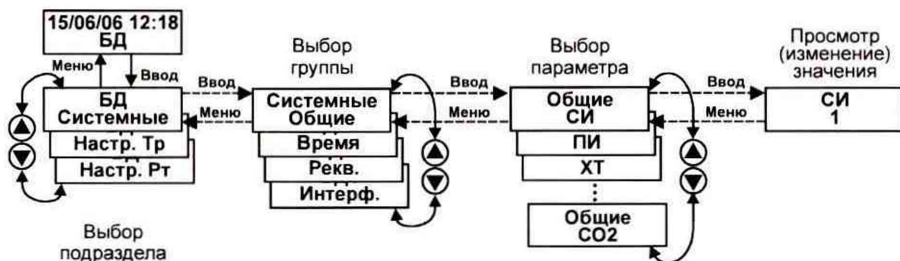 15/06/06 12:18
БД
Меню
Ввод
БД
Системные
Настр. Тр
Настр. Рт
Выбор
подраздела
Ввод
Меню
Выбор
группы
Системные
Общие
Время
Рекв.
Интерф.
Ввод
Меню
Выбор
параметра
Общие
СИ
ПИ
ХТ
Общие
СО2
Ввод
Меню
Просмотр
(изменение)
значения
СИ
1